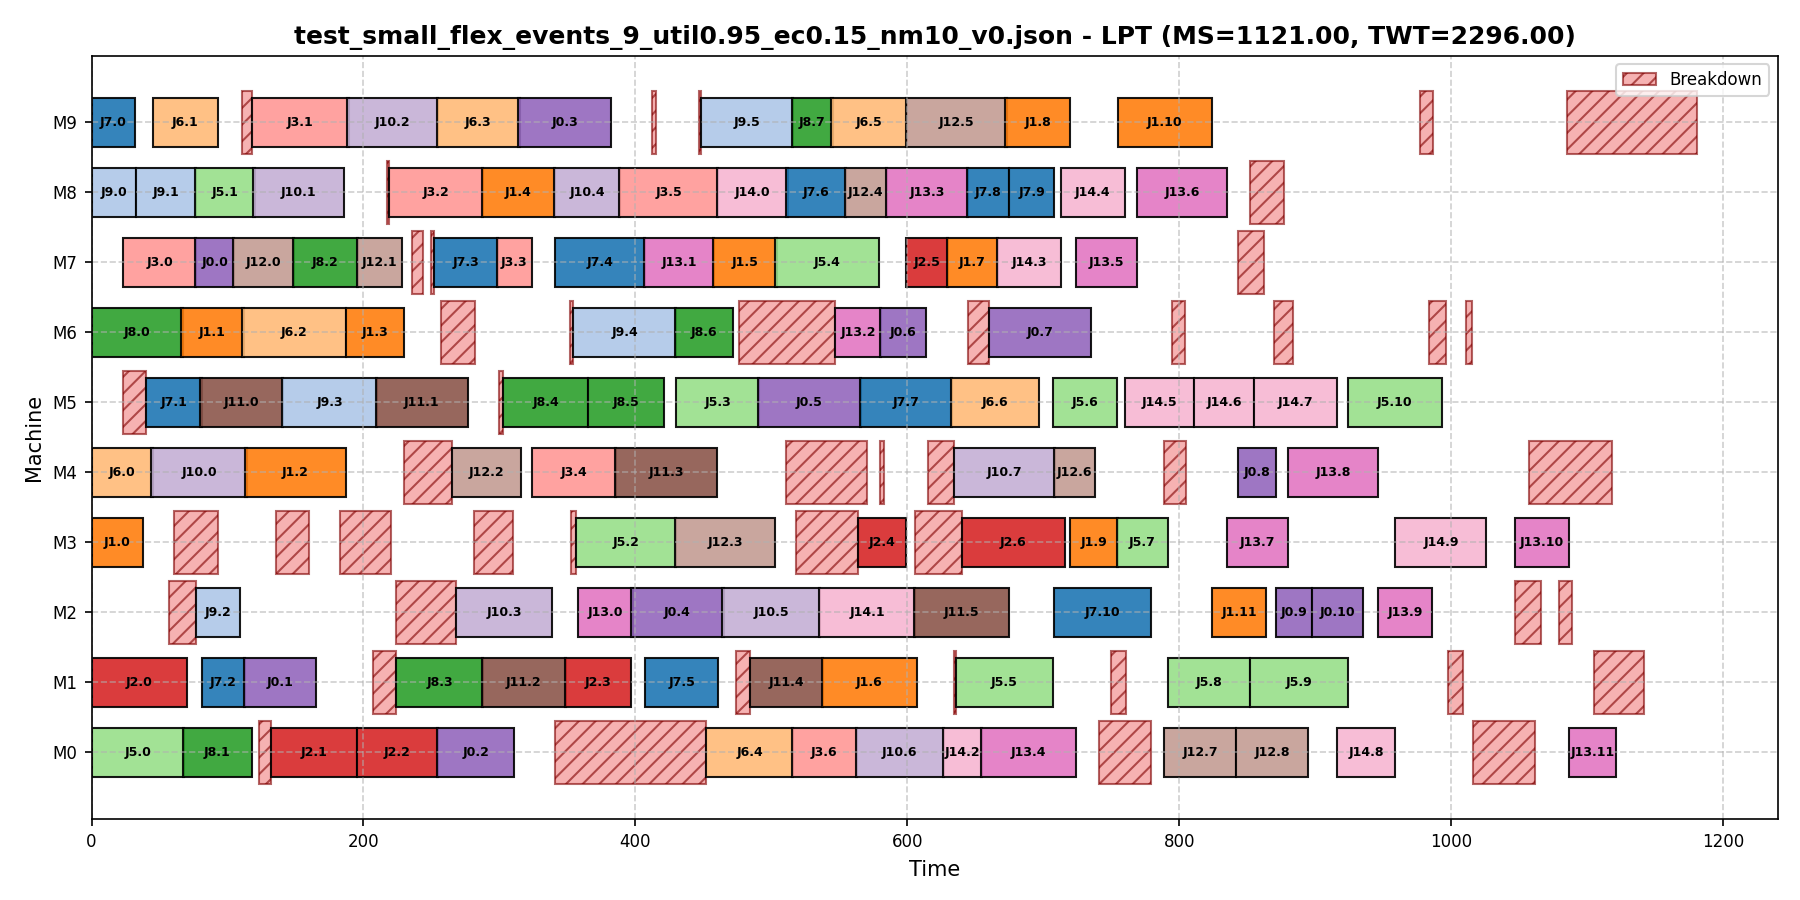 test_small_flex_events_9_util0.95_ec0.15_nm10_v0.json - LPT (MS=1121.00, TWT=2296.00)
Breakdown
M9 J7.0 J6.1 J3.1 J10.2 J6.3 J0.3 J9.5 J8.7 J6.5 J12.5 J1.8 J1.10
M8 J9.0 J9.1 J5.1 J10.1 J3.2 J1.4 J10.4 J3.5 J14.0 J7.6 J12.4 J13.3 J7.8 J7.9 J14.4 J13.6
M7 J3.0 J0.0 J12.0 J8.2 J12.1 J7.3 J3.3 J7.4 J13.1 J1.5 J5.4 J2.5 J1.7 J14.3 J13.5
M6 J8.0 J1.1 J6.2 J1.3 J9.4 J8.6 J13.2 J0.6 J0.7
M5 J7.1 J11.0 J9.3 J11.1 J8.4 J8.5 J5.3 J0.5 J7.7 J6.6 J5.6 J14.5 J14.6 J14.7 J5.10
M4 J6.0 J10.0 J1.2 J12.2 J3.4 J11.3 J10.7 J12.6 J0.8 J13.8
M3 J1.0 J5.2 J12.3 J2.4 J2.6 J1.9 J5.7 J13.7 J14.9 J13.10
M2 J9.2 J10.3 J13.0 J0.4 J10.5 J14.1 J11.5 J7.10 J1.11 J0.9 J0.10 J13.9
M1 J2.0 J7.2 J0.1 J8.3 J11.2 J2.3 J7.5 J11.4 J1.6 J5.5 J5.8 J5.9
M0 J5.0 J8.1 J2.1 J2.2 J0.2 J6.4 J3.6 J10.6 J14.2 J13.4 J12.7 J12.8 J14.8 J13.11
0 200 400 600 800 1000 1200
Time
Machine